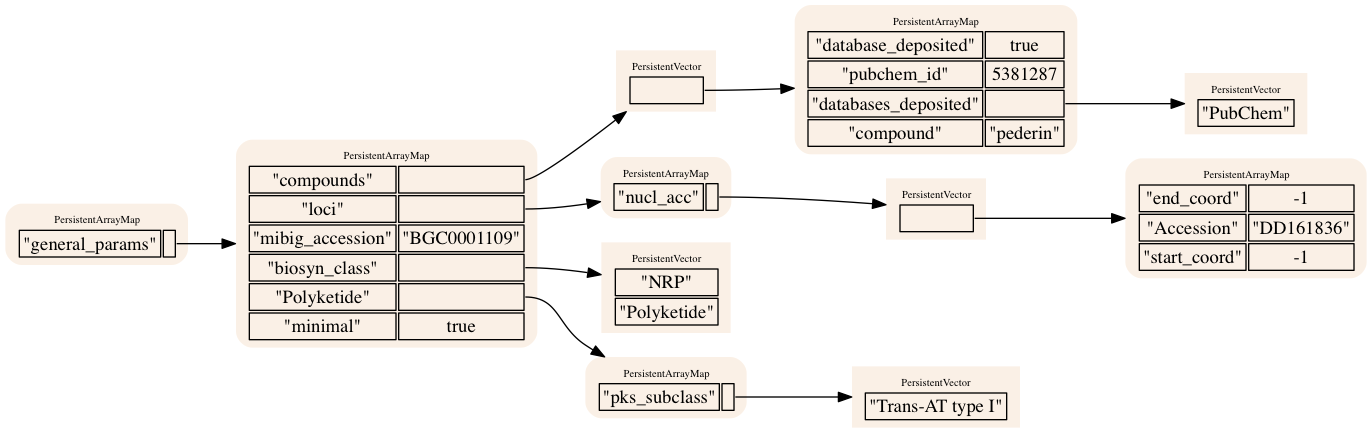 PersistentArrayMap
"general_params"
PersistentArrayMap
"compounds"
"loci"
"mibig_accession" "BGC0001109"
"biosyn_class"
"Polyketide"
"minimal" true
PersistentVector
PersistentArrayMap
"database_deposited" true
"pubchem_id" 5381287
"databases_deposited"
"compound" "pederin"
PersistentVector
"PubChem"
PersistentArrayMap
"nucl_acc"
PersistentVector
PersistentArrayMap
"end_coord" -1
"Accession" "DD161836"
"start_coord" -1
PersistentVector
"NRP"
"Polyketide"
PersistentArrayMap
"pks_subclass"
PersistentVector
"Trans-AT type I"